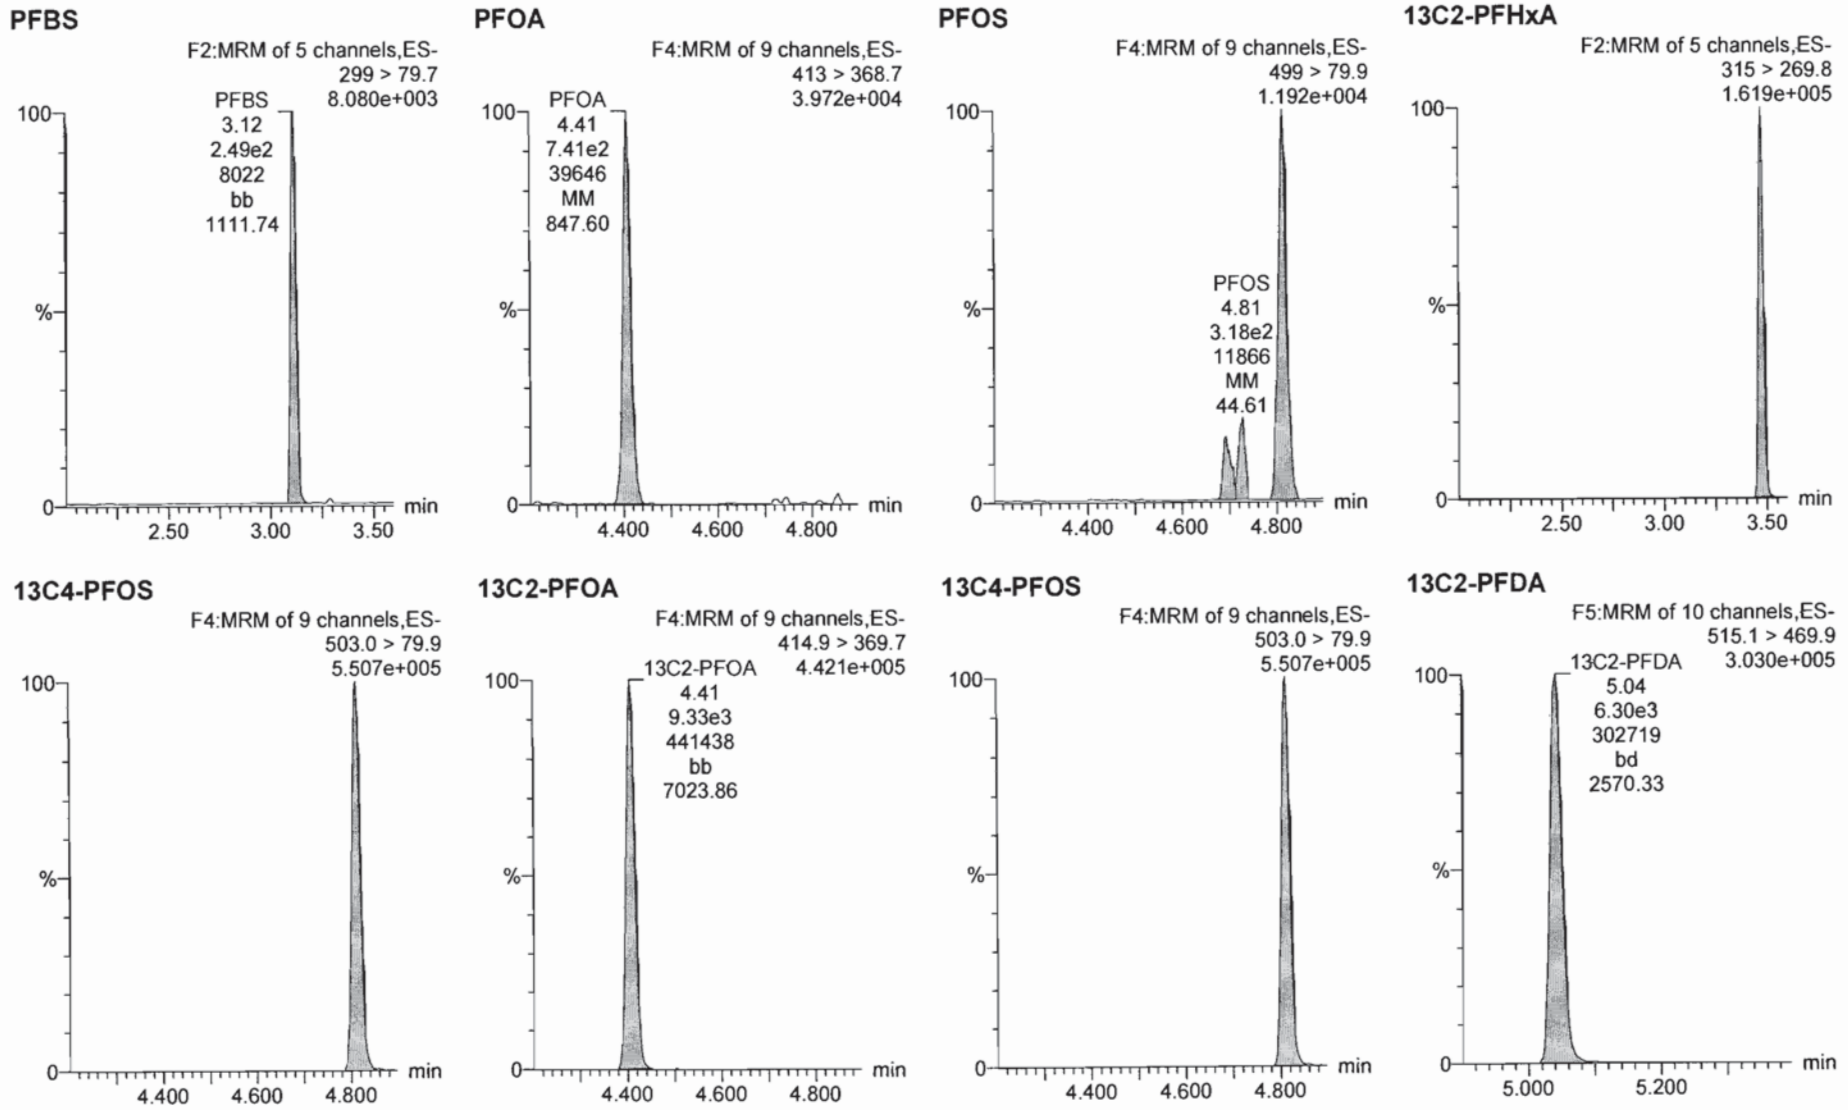 PFBS
F2:MRM of 5 channels,ES-
299 > 79.7
8.080e+003
PFBS
3.12
2.49e2
8022
bb
1111.74
100
%
0
min
2.50 3.00 3.50
PFOA
F4:MRM of 9 channels,ES-
413 > 368.7
3.972e+004
PFOA
4.41
7.41e2
39646
MM
847.60
100
%
0
min
4.400 4.600 4.800
PFOS
F4:MRM of 9 channels,ES-
499 > 79.9
1.192e+004
100
PFOS
4.81
3.18e2
11866
MM
44.61
%
0
min
4.400 4.600 4.800
13C2-PFHxA
F2:MRM of 5 channels,ES-
315 > 269.8
1.619e+005
100
%
0
min
2.50 3.00 3.50
13C4-PFOS
F4:MRM of 9 channels,ES-
503.0 > 79.9
5.507e+005
100
%
0
min
4.400 4.600 4.800
13C2-PFOA
F4:MRM of 9 channels,ES-
414.9 > 369.7
4.421e+005
13C2-PFOA
4.41
9.33e3
441438
bb
7023.86
100
%
0
min
4.400 4.600 4.800
13C4-PFOS
F4:MRM of 9 channels,ES-
503.0 > 79.9
5.507e+005
100
%
0
min
4.400 4.600 4.800
13C2-PFDA
F5:MRM of 10 channels,ES-
515.1 > 469.9
3.030e+005
13C2-PFDA
5.04
6.30e3
302719
bd
2570.33
100
%
0
min
5.000 5.200